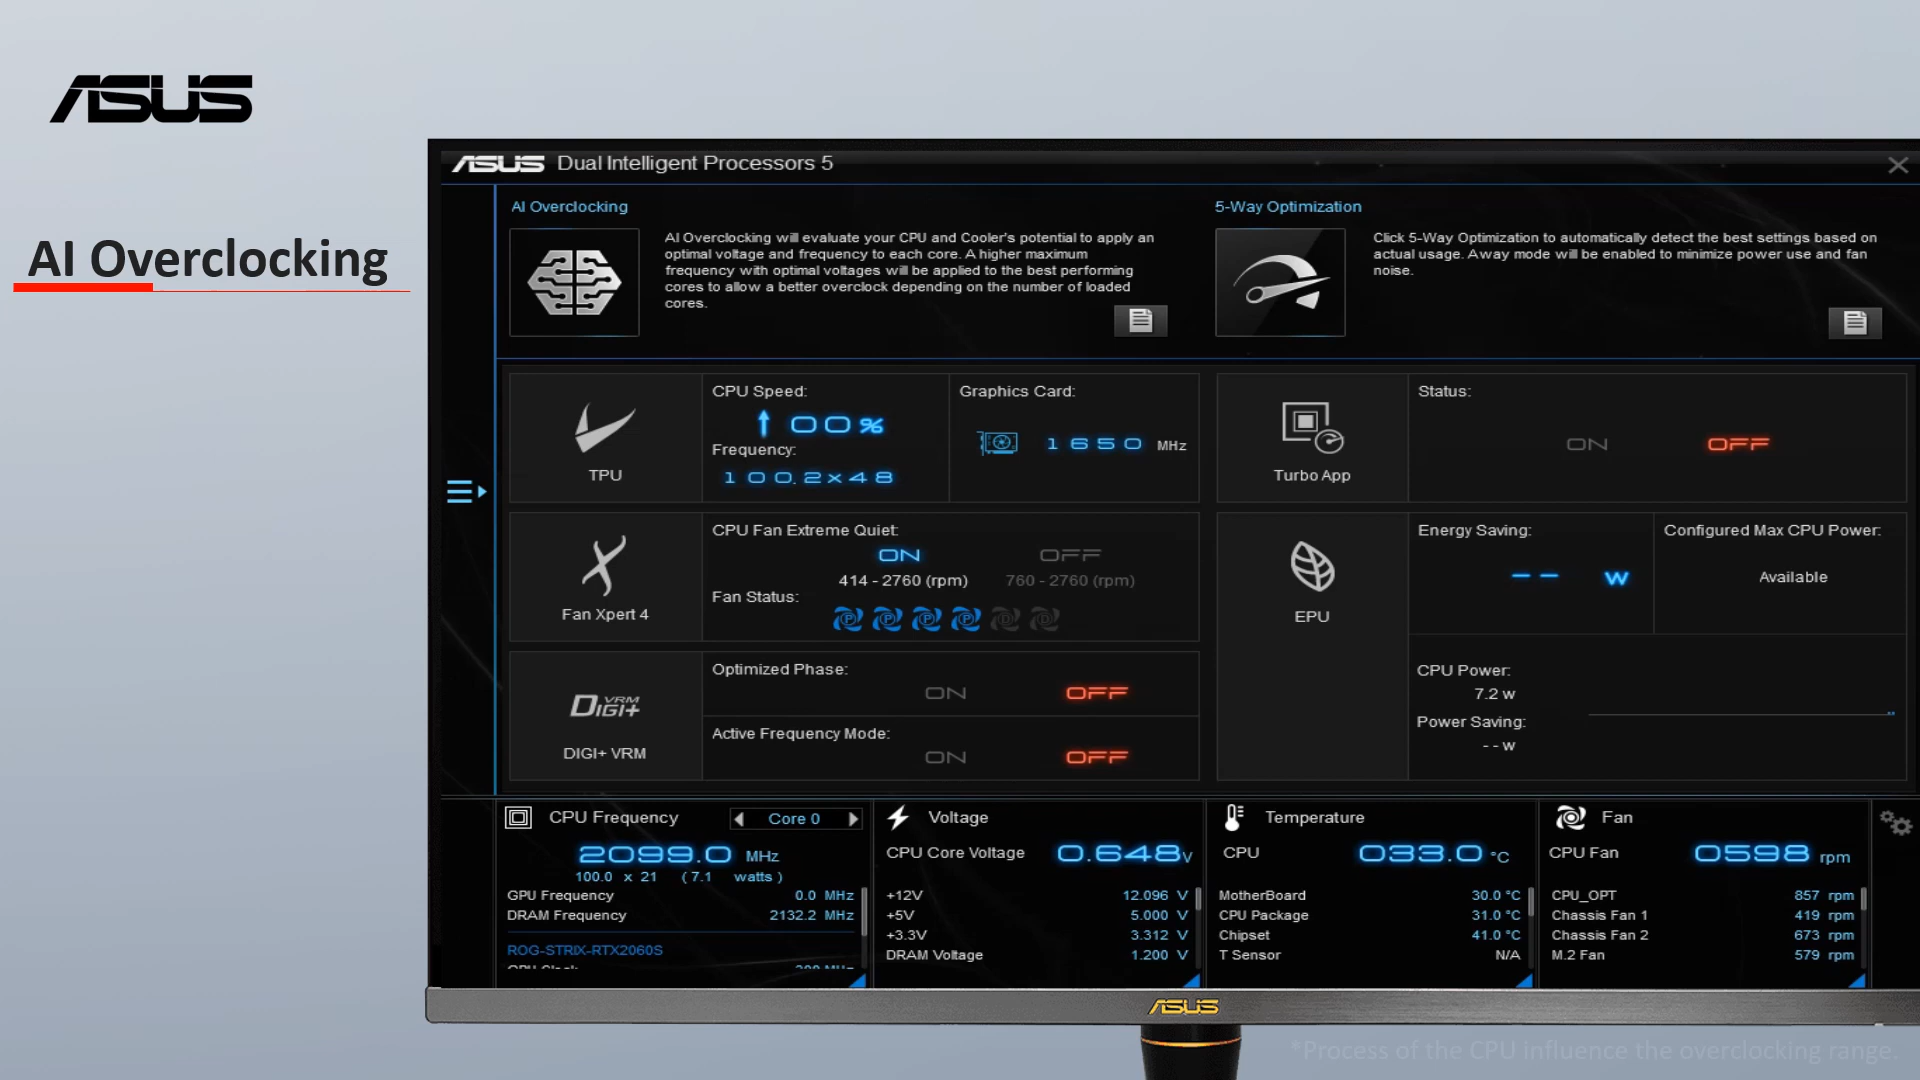 ASUS
AI Overclocking
ASUS Dual Intelligent Processors 5
AI Overclocking
AI Overclocking will evaluate your CPU and Cooler's potential to apply an
optimal voltage and frequency to each core. A higher maximum
frequency with optimal voltages will be applied to the best performing
cores to allow a better overclock depending on the number of loaded
cores.
5-Way Optimization
Click 5-Way Optimization to automatically detect the best settings based on
actual usage. Away mode will be enabled to minimize power use and fan
noise.
TPU
CPU Speed:
00%
Frequency:
100.2x48
Graphics Card:
1650 MHz
Turbo App
Status:
ON OFF
Fan Xpert 4
CPU Fan Extreme Quiet:
ON OFF
414 - 2760 (rpm) 760 - 2760 (rpm)
Fan Status:
P P P P D D
EPU
Energy Saving:
-- W
Configured Max CPU Power:
Available
CPU Power:
7.2 w
Power Saving:
- - w
DIGI+ VRM
DIGI+ VRM
Optimized Phase:
ON OFF
Active Frequency Mode:
ON OFF
CPU Frequency
Core 0
2099.0 MHz
100.0 x 21 (7.1 watts )
GPU Frequency 0.0 MHz
DRAM Frequency 2132.2 MHz
ROG-STRIX-RTX2060S
Voltage
CPU Core Voltage 0.648V
+12V 12.096 V
+5V 5.000 V
+3.3V 3.312 V
DRAM Voltage 1.200 V
Temperature
CPU 033.0 °C
MotherBoard 30.0 °C
CPU Package 31.0 °C
Chipset 41.0 °C
T Sensor N/A
Fan
CPU Fan 0598 rpm
CPU_OPT 857 rpm
Chassis Fan 1 419 rpm
Chassis Fan 2 673 rpm
M.2 Fan 579 rpm
ASUS
*Process of the CPU influence the overclocking range.